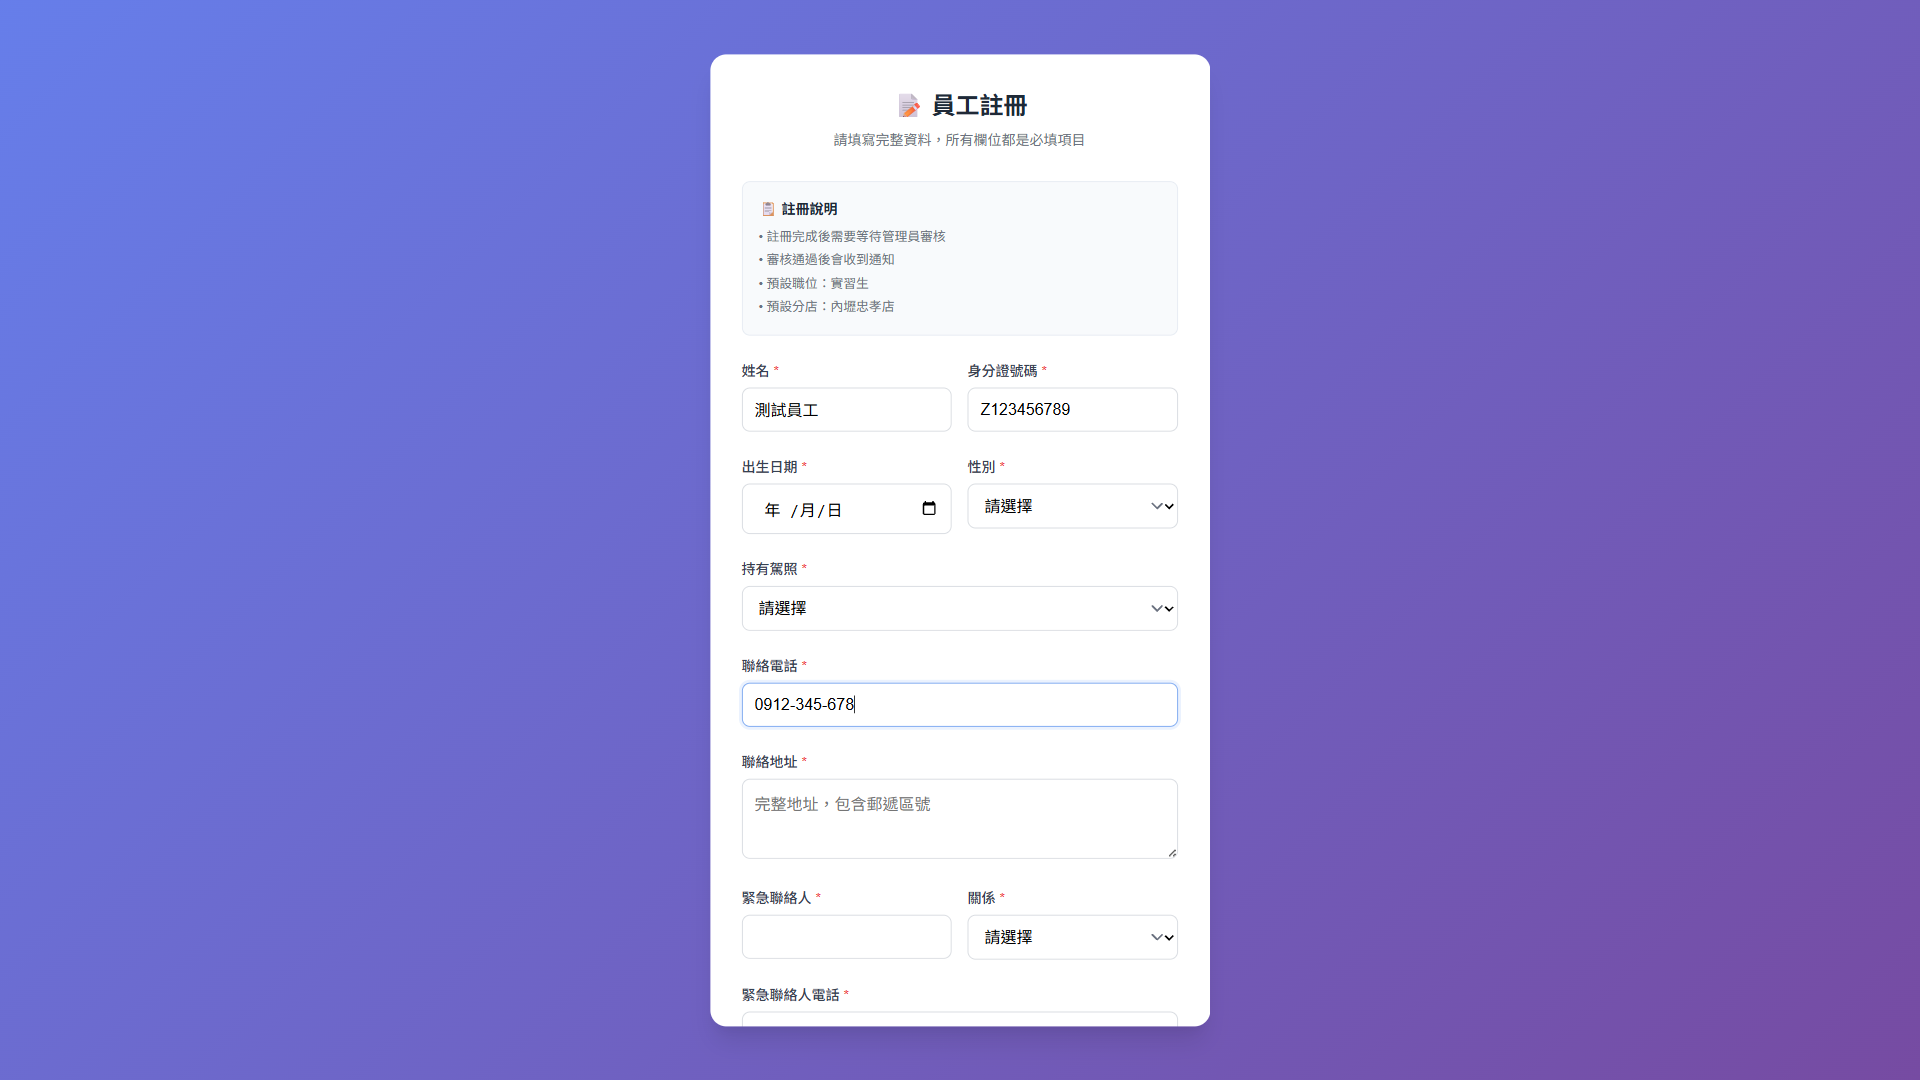 員工註冊
請填寫完整資料，所有欄位都是必填項目
註冊說明
• 註冊完成後需要等待管理員審核
• 審核通過後會收到通知
• 預設職位：實習生
• 預設分店：內壢忠孝店
姓名 * 身分證號碼 *
測試員工 Z123456789
出生日期 * 性別 *
年 /月/日 請選擇
持有駕照 *
請選擇
聯絡電話 *
0912-345-678
聯絡地址 *
完整地址，包含郵遞區號
緊急聯絡人 * 關係 *
請選擇
緊急聯絡人電話 *